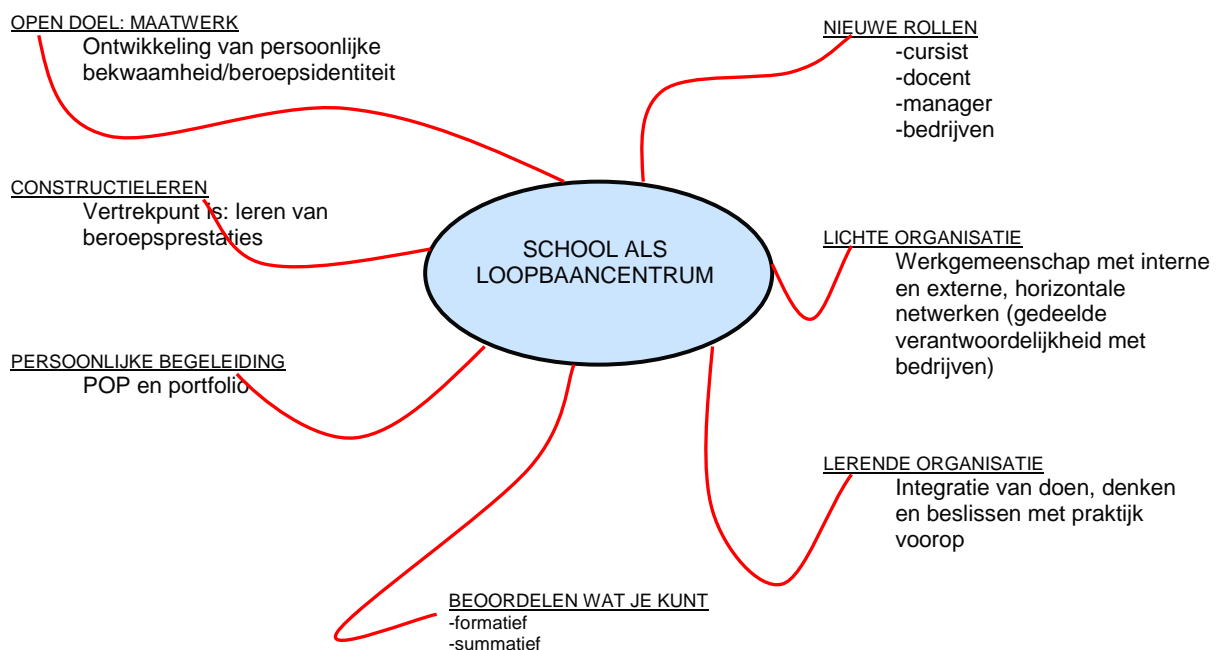 OPEN DOEL: MAATWERK
Ontwikkeling van persoonlijke
bekwaamheid/beroepsidentiteit
CONSTRUCTIELEREN
Vertrekpunt is: leren van
beroepsprestaties
PERSOONLIJKE BEGELEIDING
POP en portfolio
SCHOOL ALS
LOOPBAANCENTRUM
BEOORDELEN WAT JE KUNT
-formatief
-summatief
NIEUWE ROLLEN
-cursist
-docent
-manager
-bedrijven
LICHTE ORGANISATIE
Werkgemeenschap met interne
en externe, horizontale
netwerken (gedeelde
verantwoordelijkheid met
bedrijven)
LERENDE ORGANISATIE
Integratie van doen, denken
en beslissen met praktijk
voorop